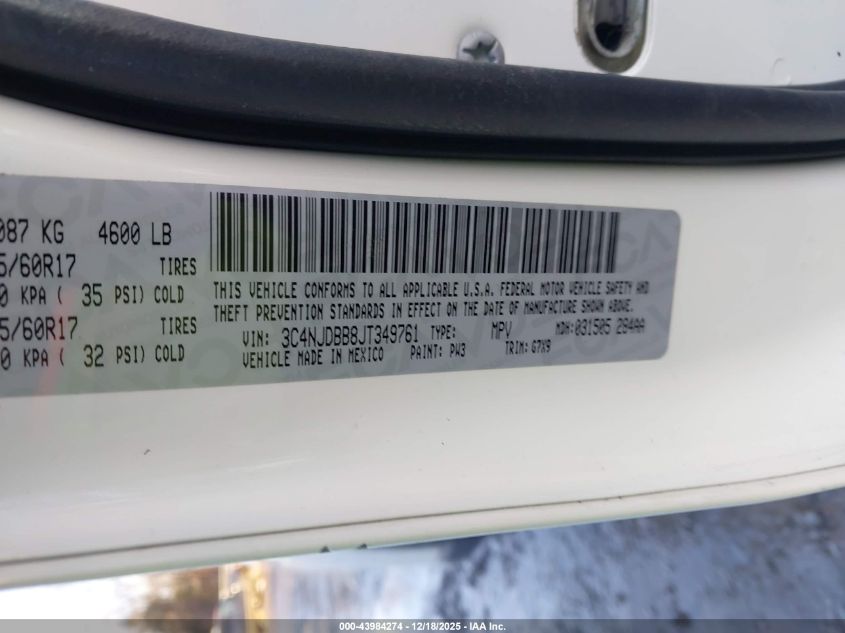 087 KG 4600 LB
5/60R17 TIRES
0 KPA ( 35 PSI) COLD
5/60R17 TIRES
0 KPA ( 32 PSI) COLD
THIS VEHICLE CONFORMS TO ALL APPLICABLE U.S.A. FEDERAL MOTOR VEHICLE SAFETY AND
THEFT PREVENTION STANDARDS IN EFFECT ON THE DATE OF MANUFACTURE SHOWN ABOVE.
VIN: 3C4NJDBB8JT349761 TYPE: MPV MDH: 031505 284AA
VEHICLE MADE IN MEXICO PAINT: PW3 TRIM: G7X9
000-43984274 - 12/18/2025 - IAA Inc.